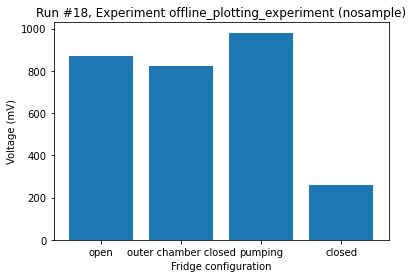 Run #18, Experiment offline_plotting_experiment (nosample)
1000
800
600
400
200
0
Voltage (mV)
open outer chamber closed pumping closed
Fridge configuration